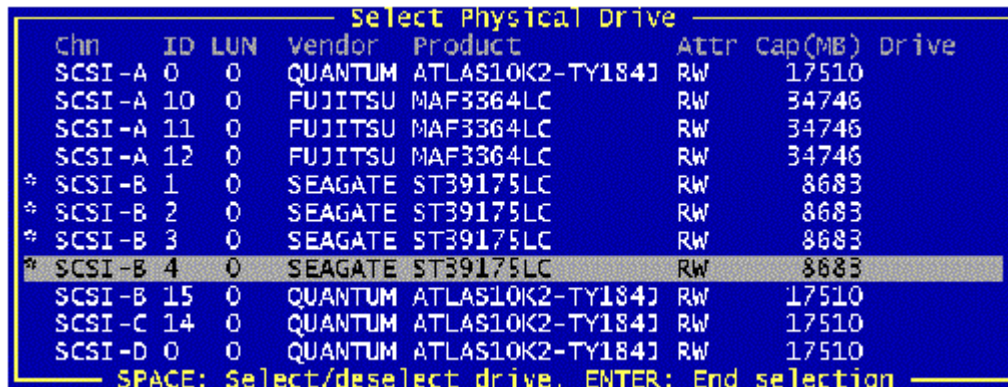 Select Physical Drive
Chn ID LUN Vendor Product Attr Cap(MB) Drive
SCSI-A 0 0 QUANTUM ATLAS10K2-TY184J RW 17510
SCSI-A 10 0 FUJITSU MAF3364LC RW 34746
SCSI-A 11 0 FUJITSU MAF3364LC RW 34746
SCSI-A 12 0 FUJITSU MAF3364LC RW 34746
* SCSI-B 1 0 SEAGATE ST39175LC RW 8683
* SCSI-B 2 0 SEAGATE ST39175LC RW 8683
* SCSI-B 3 0 SEAGATE ST39175LC RW 8683
* SCSI-B 4 0 SEAGATE ST39175LC RW 8683
SCSI-B 15 0 QUANTUM ATLAS10K2-TY184J RW 17510
SCSI-C 14 0 QUANTUM ATLAS10K2-TY184J RW 17510
SCSI-D 0 0 QUANTUM ATLAS10K2-TY184J RW 17510
SPACE: Select/deselect drive, ENTER: End selection